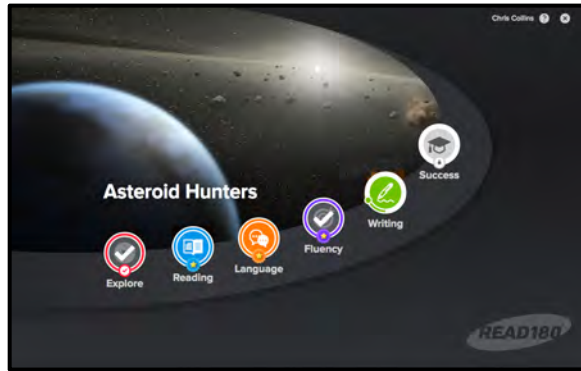 Chris Collins ?
Asteroid Hunters
Explore
Reading
Language
Fluency
Writing
Success
READ180